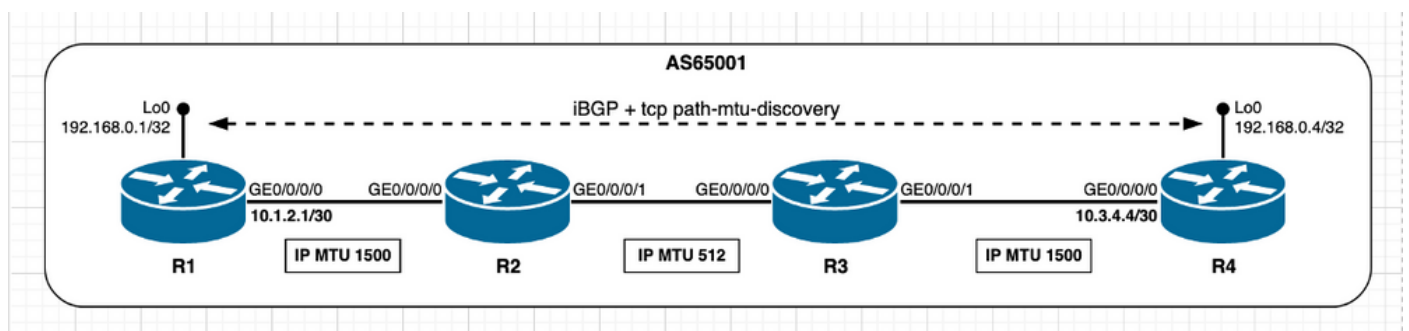 AS65001
iBGP + tcp path-mtu-discovery
Lo0
192.168.0.1/32
Lo0
192.168.0.4/32
GE0/0/0/0
GE0/0/0/0
GE0/0/0/1
GE0/0/0/0
GE0/0/0/1
GE0/0/0/0
10.1.2.1/30
10.3.4.4/30
IP MTU 1500
IP MTU 512
IP MTU 1500
R1
R2
R3
R4